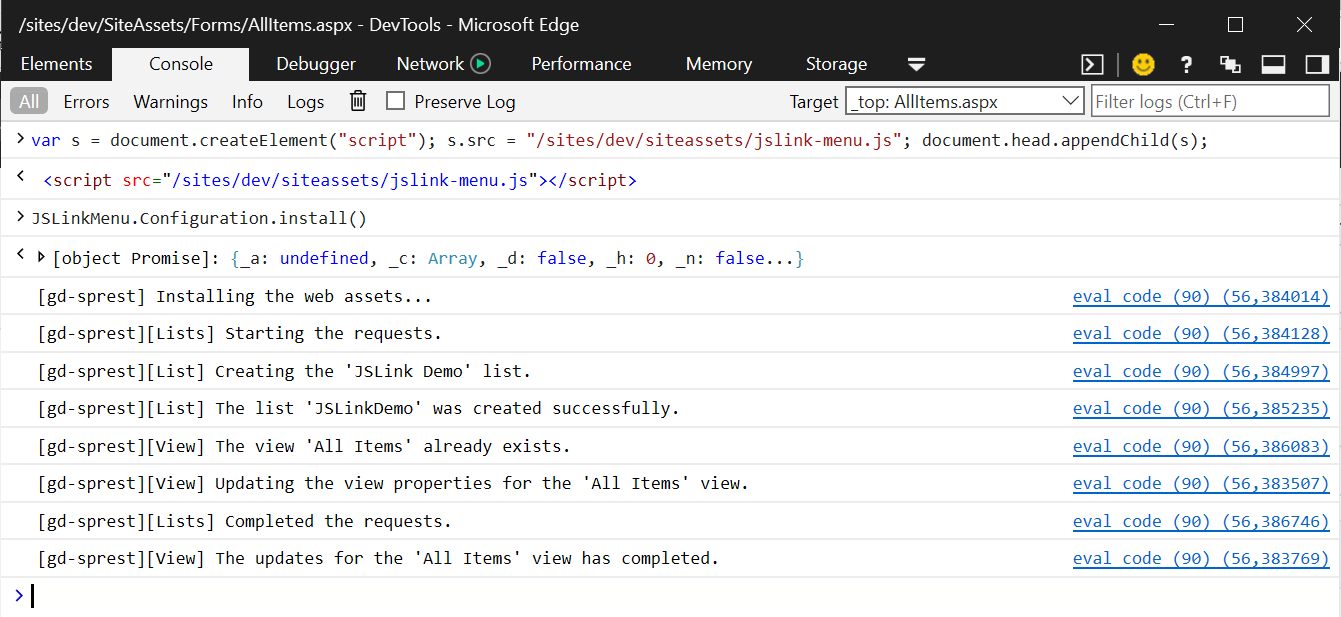 /sites/dev/SiteAssets/Forms/AllItems.aspx - DevTools - Microsoft Edge
Elements Console Debugger Network Performance Memory Storage
All Errors Warnings Info Logs Preserve Log Target _top: AllItems.aspx Filter logs (Ctrl+F)
var s = document.createElement("script"); s.src = "/sites/dev/siteassets/jslink-menu.js"; document.head.appendChild(s);
<script src="/sites/dev/siteassets/jslink-menu.js"></script>
JSLinkMenu.Configuration.install()
[object Promise]: {_a: undefined, _c: Array, _d: false, _h: 0, _n: false...}
[gd-sprest] Installing the web assets... eval code (90) (56,384014)
[gd-sprest][Lists] Starting the requests. eval code (90) (56,384128)
[gd-sprest][List] Creating the 'JSLink Demo' list. eval code (90) (56,384997)
[gd-sprest][List] The list 'JSLinkDemo' was created successfully. eval code (90) (56,385235)
[gd-sprest][View] The view 'All Items' already exists. eval code (90) (56,386083)
[gd-sprest][View] Updating the view properties for the 'All Items' view. eval code (90) (56,383507)
[gd-sprest][Lists] Completed the requests. eval code (90) (56,386746)
[gd-sprest][View] The updates for the 'All Items' view has completed. eval code (90) (56,383769)